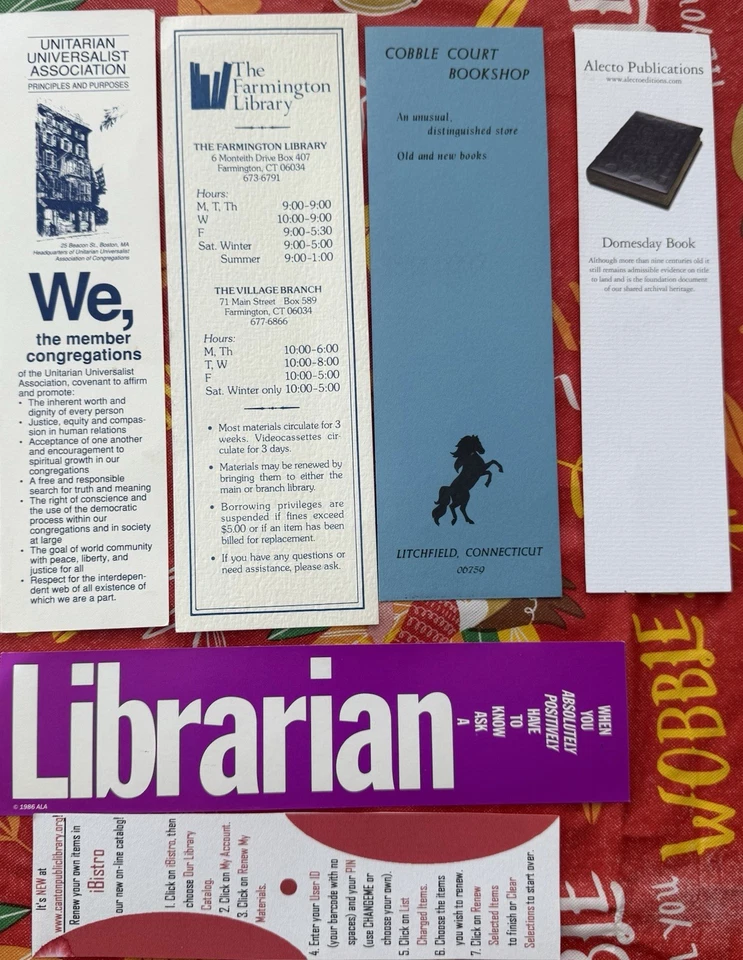 UNITARIAN
UNIVERSALIST
ASSOCIATION
PRINCIPLES AND PURPOSES
25 Beacon St., Boston, MA
Headquarters of Unitarian Universalist
Association of Congregations
We,
the member
congregations
of the Unitarian Universalist
Association, covenant to affirm
and promote:
• The inherent worth and
dignity of every person
• Justice, equity and compas-
sion in human relations
• Acceptance of one another
and encouragement to
spiritual growth in our
congregations
• A free and responsible
search for truth and meaning
• The right of conscience and
the use of the democratic
process within our
congregations and in society
at large
• The goal of world community
with peace, liberty, and
justice for all
• Respect for the interdepen-
dent web of all existence of
which we are a part.
The
Farmington
Library
THE FARMINGTON LIBRARY
6 Monteith Drive Box 407
Farmington, CT 06034
673-6791
Hours:
M, T, Th 9:00-9:00
W 10:00-9:00
F 9:00-5:30
Sat. Winter 9:00-5:00
Summer 9:00-1:00
THE VILLAGE BRANCH
71 Main Street Box 589
Farmington, CT 06034
677-6866
Hours:
M, Th 10:00-6:00
T, W 10:00-8:00
F 10:00-5:00
Sat. Winter only 10:00-5:00
• Most materials circulate for 3
weeks. Videocassettes cir-
culate for 3 days.
• Materials may be renewed by
bringing them to either the
main or branch library.
• Borrowing privileges are
suspended if fines exceed
$5.00 or if an item has been
billed for replacement.
• If you have any questions or
need assistance, please ask.
COBBLE COURT
BOOKSHOP
An unusual,
distinguished store
Old and new books
LITCHFIELD, CONNECTICUT
06759
Alecto Publications
www.alectoeditions.com
Domesday Book
Although more than nine centuries old it
still remains admissible evidence on title
to land and is the foundation document
of our shared archival heritage.
WHEN
YOU
ABSOLUTELY
POSITIVELY
HAVE
TO
KNOW
ASK
A
Librarian
© 1986 ALA
It's NEW at
www.cantonpubliclibrary.org!
Renew your own items in
iBistro
our new on-line catalog!
1. Click on iBistro, then
choose Our Library
Catalog.
2. Click on My Account.
3. Click on Renew My
Materials.
4. Enter your User ID
(your barcode with no
spaces) and your PIN
(use CHANGEME or
choose your own).
5. Click on List
Charged Items.
6. Choose the items
you wish to renew.
7. Click on Renew
Selected Items
to finish or Clear
Selections to start over.
WOBBLE
YOU